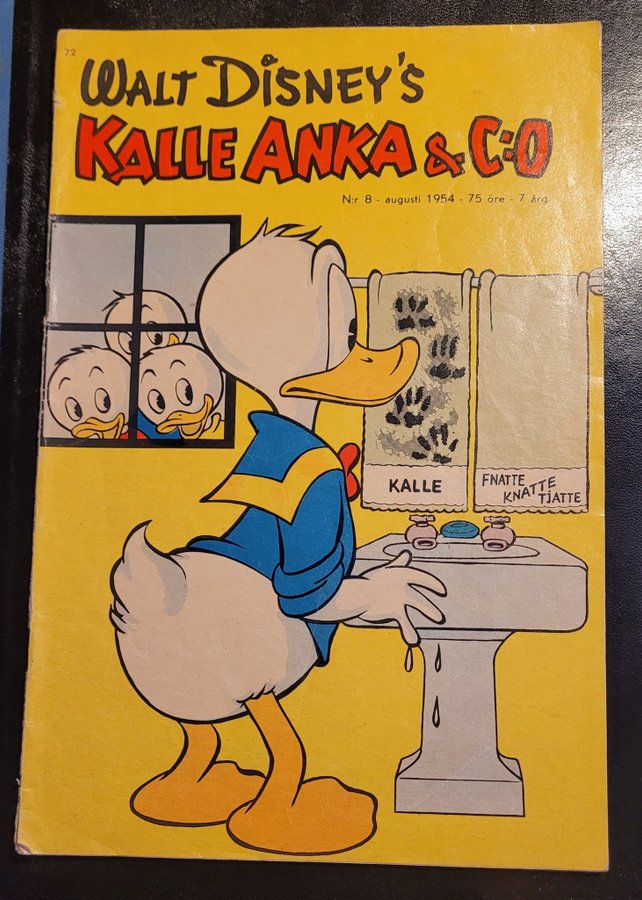 72
WALT DISNEY'S
KALLE ANKA & C:O
N:r 8 - augusti 1954 - 75 öre - 7 årg.
KALLE
FNATTE
KNATTE
TJATTE